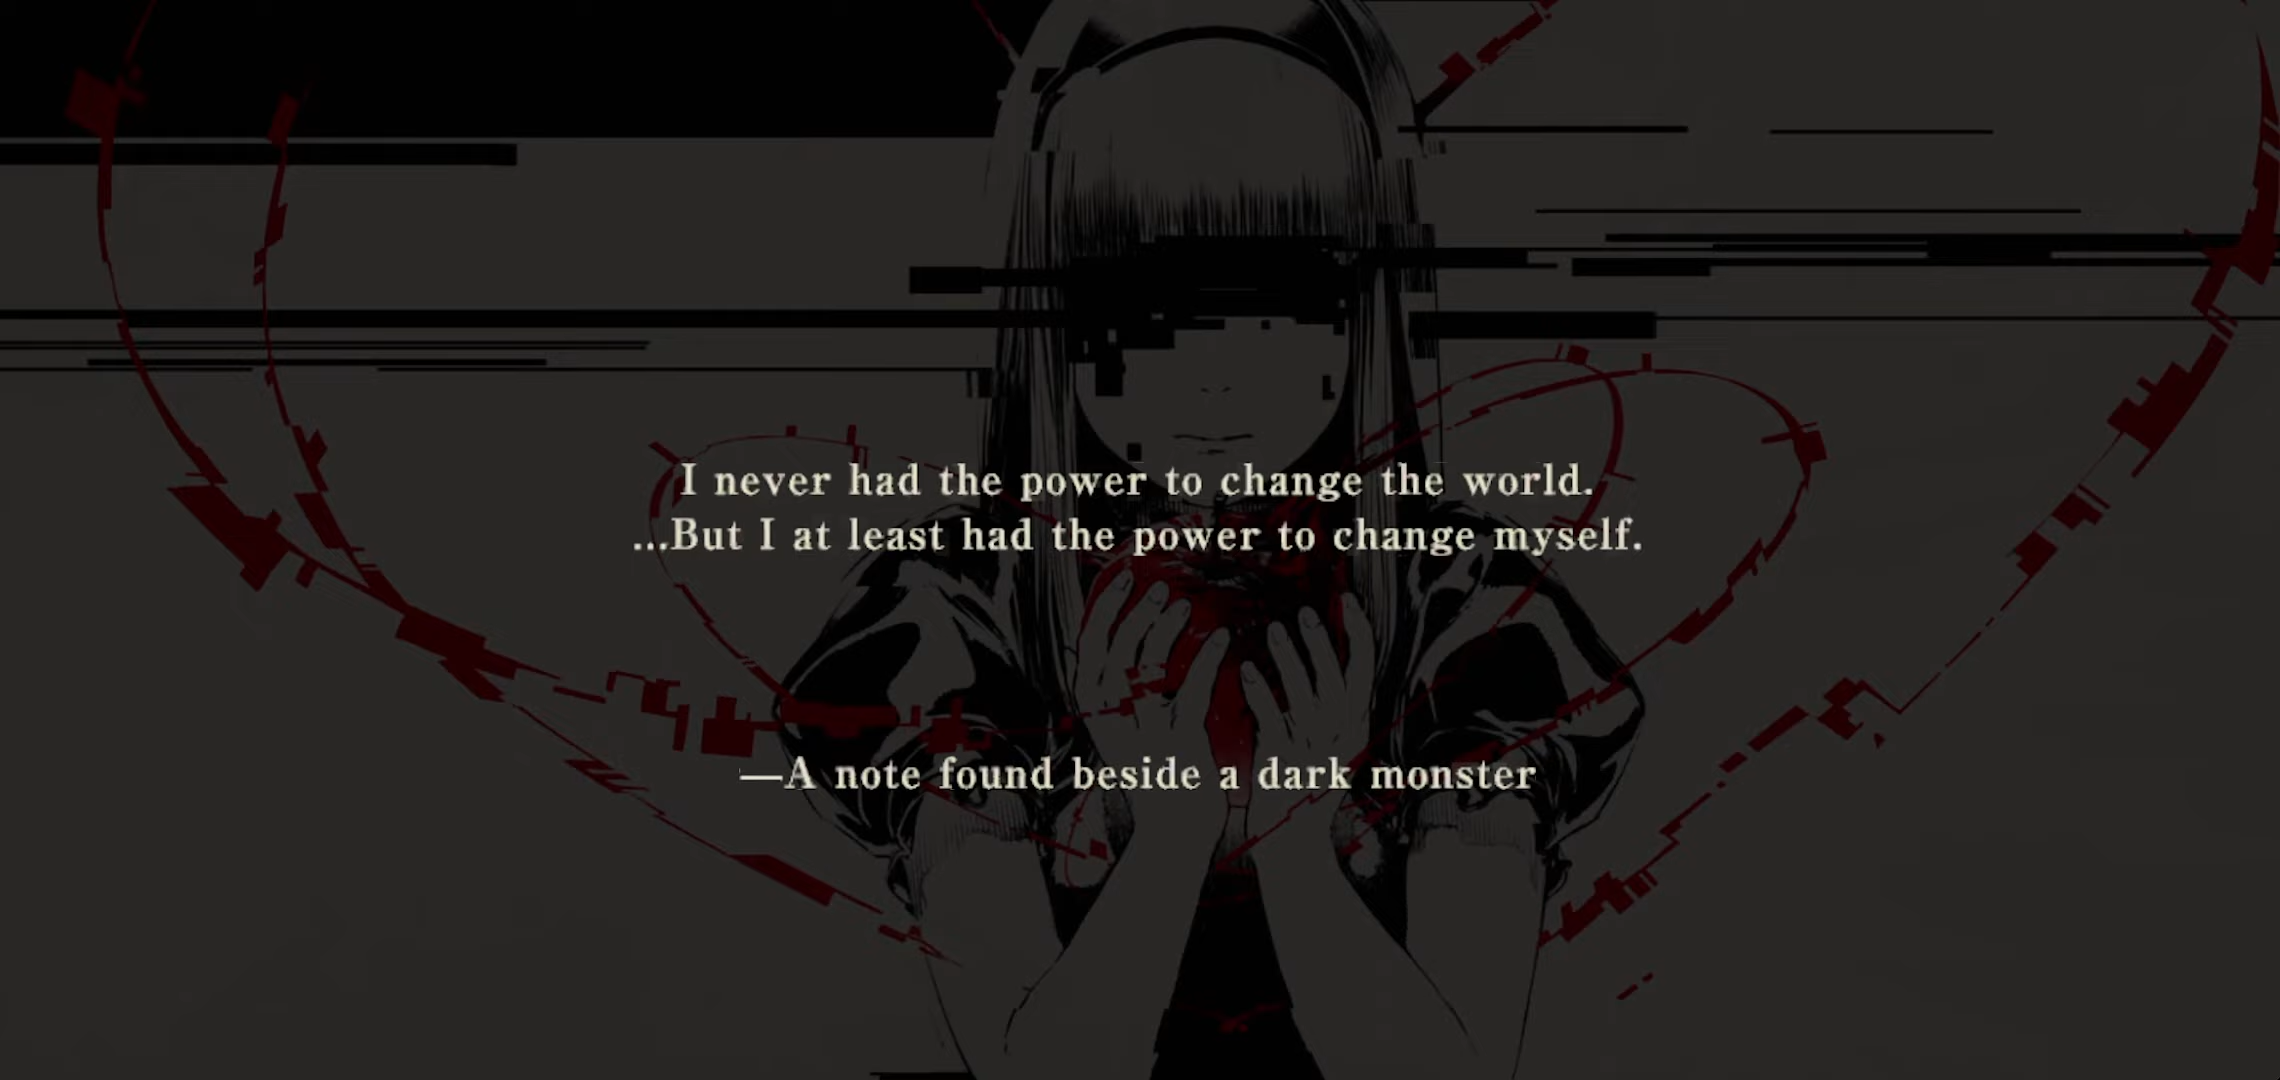 I never had the power to change the world.
...But I at least had the power to change myself.
—A note found beside a dark monster